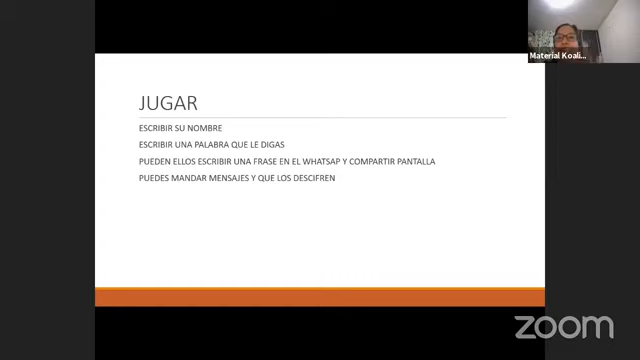 Material Koali...
JUGAR
ESCRIBIR SU NOMBRE
ESCRIBIR UNA PALABRA QUE LE DIGAS
PUEDEN ELLOS ESCRIBIR UNA FRASE EN EL WHATSAP Y COMPARTIR PANTALLA
PUEDES MANDAR MENSAJES Y QUE LOS DESCIFREN
zoom